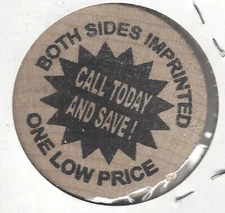 BOTH SIDES IMPRINTED
CALL TODAY
AND SAVE!
ONE LOW PRICE